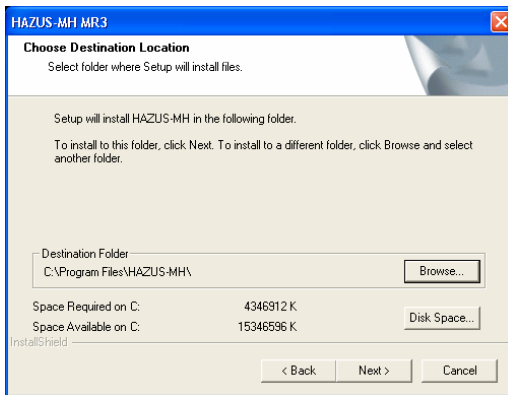 HAZUS-MH MR3
Choose Destination Location
Select folder where Setup will install files.
Setup will install HAZUS-MH in the following folder.
To install to this folder, click Next. To install to a different folder, click Browse and select
another folder.
Destination Folder
C:\Program Files\HAZUS-MH\
Browse...
Space Required on C: 4346912 K
Space Available on C: 15346596 K
Disk Space...
InstallShield
< Back Next > Cancel